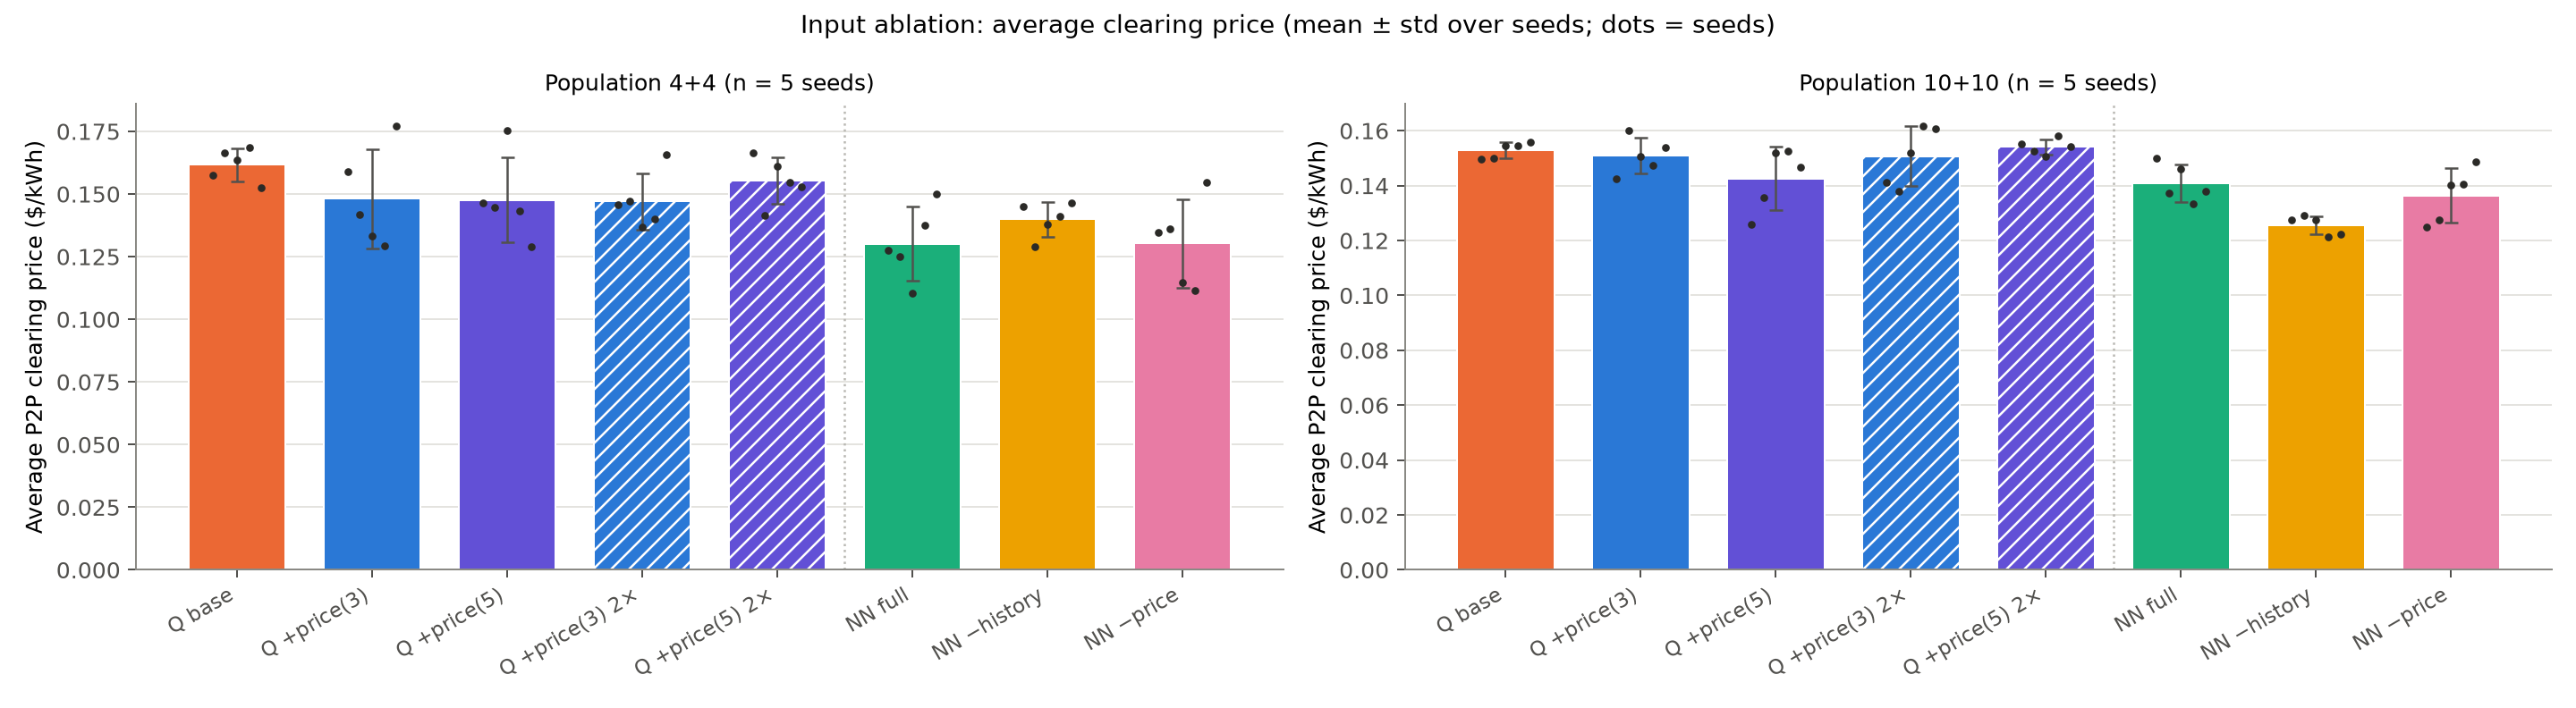 Input ablation: average clearing price (mean ± std over seeds; dots = seeds)
Population 4+4 (n = 5 seeds)
Average P2P clearing price ($/kWh)
0.175
0.150
0.125
0.100
0.075
0.050
0.025
0.000
Q base
Q +price(3)
Q +price(5)
Q +price(3) 2×
Q +price(5) 2×
NN full
NN −history
NN −price
Population 10+10 (n = 5 seeds)
Average P2P clearing price ($/kWh)
0.16
0.14
0.12
0.10
0.08
0.06
0.04
0.02
0.00
Q base
Q +price(3)
Q +price(5)
Q +price(3) 2×
Q +price(5) 2×
NN full
NN −history
NN −price